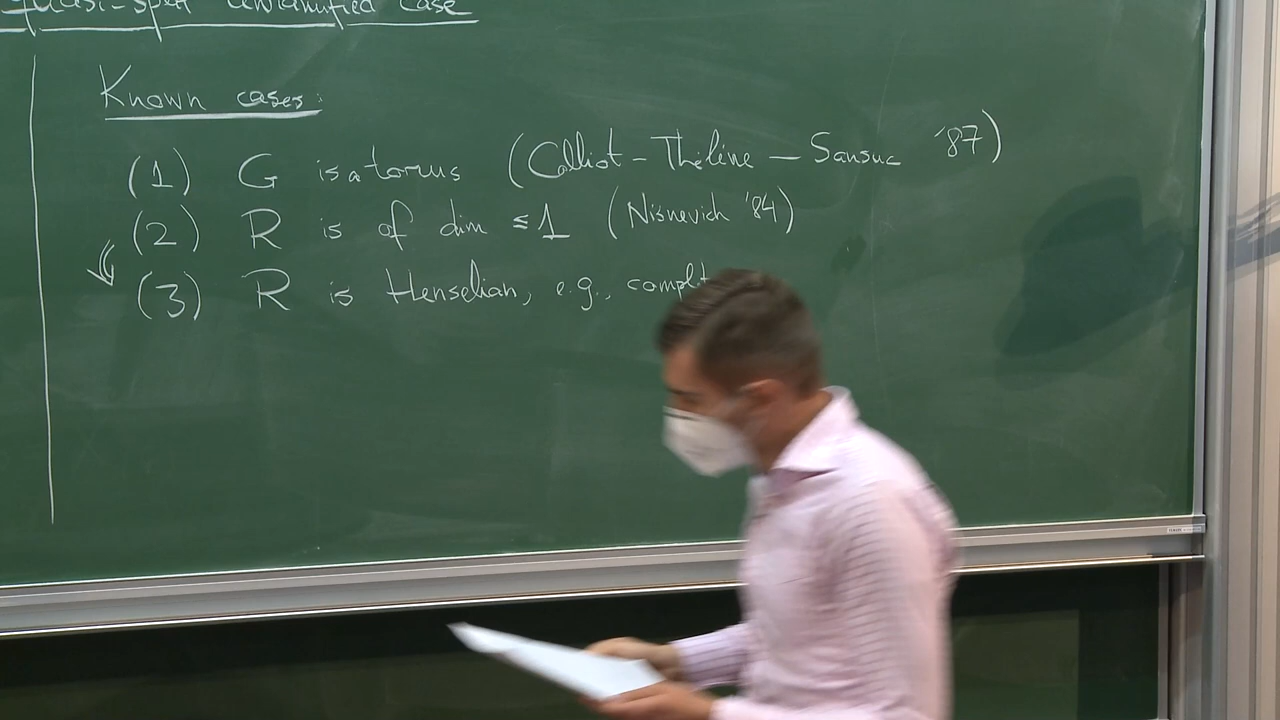 quasi-split unramified case
Known cases:
(1) G is a torus (Colliot-Thélène — Sansuc '87)
(2) R is of dim ≤ 1 (Nisnevich '84)
(3) R is Henselian, e.g., complet